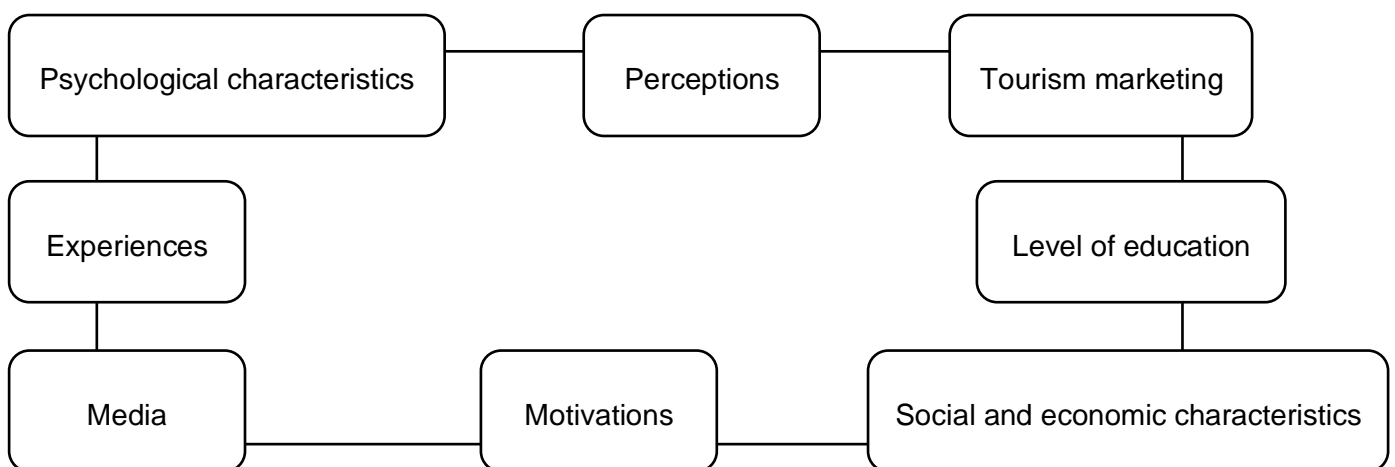 Psychological characteristics
Perceptions
Tourism marketing
Experiences
Level of education
Media
Motivations
Social and economic characteristics